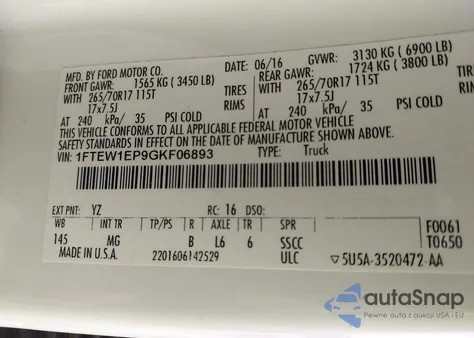 MFD. BY FORD MOTOR CO. 06/16 GVWR: 3130 KG (6900 LB)
FRONT GAWR: 1565 KG (3450 LB) REAR GAWR: 1724 KG (3800 LB)
WITH 265/70R17 115T TIRES WITH 265/70R17 115T TIRES
17x7.5J RIMS 17x7.5J RIMS
AT 240 kPa/ 35 PSI COLD AT 240 kPa/ 35 PSI COLD
THIS VEHICLE CONFORMS TO ALL APPLICABLE FEDERAL MOTOR VEHICLE
SAFETY STANDARDS IN EFFECT ON THE DATE OF MANUFACTURE SHOWN ABOVE.
VIN: 1FTEW1EP9GKF06893 TYPE: Truck
EXT PNT: YZ RC: 16 DSO:
WB INT TR TP/PS R AXLE TR SPR F0061
145 MG B L6 6 SSCC T0650
MADE IN U.S.A. 2201606142529 ULC ▽5U5A-3520472-AA
autoSnap
Pewne auta z USA - EU